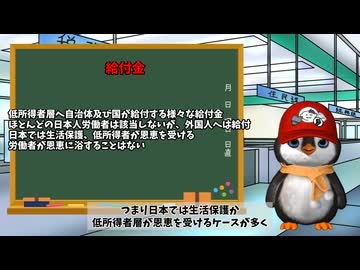 給付金
低所得者層へ自治体及び国が給付する様々な給付金
ほとんどの日本人労働者は該当しないが、外国人へは給付
日本では生活保護、低所得者が恩恵を受ける
労働者が恩恵に浴することはない
月
日
日直
住民票
つまり日本では生活保護か
低所得者層が恩恵を受けるケースが多く